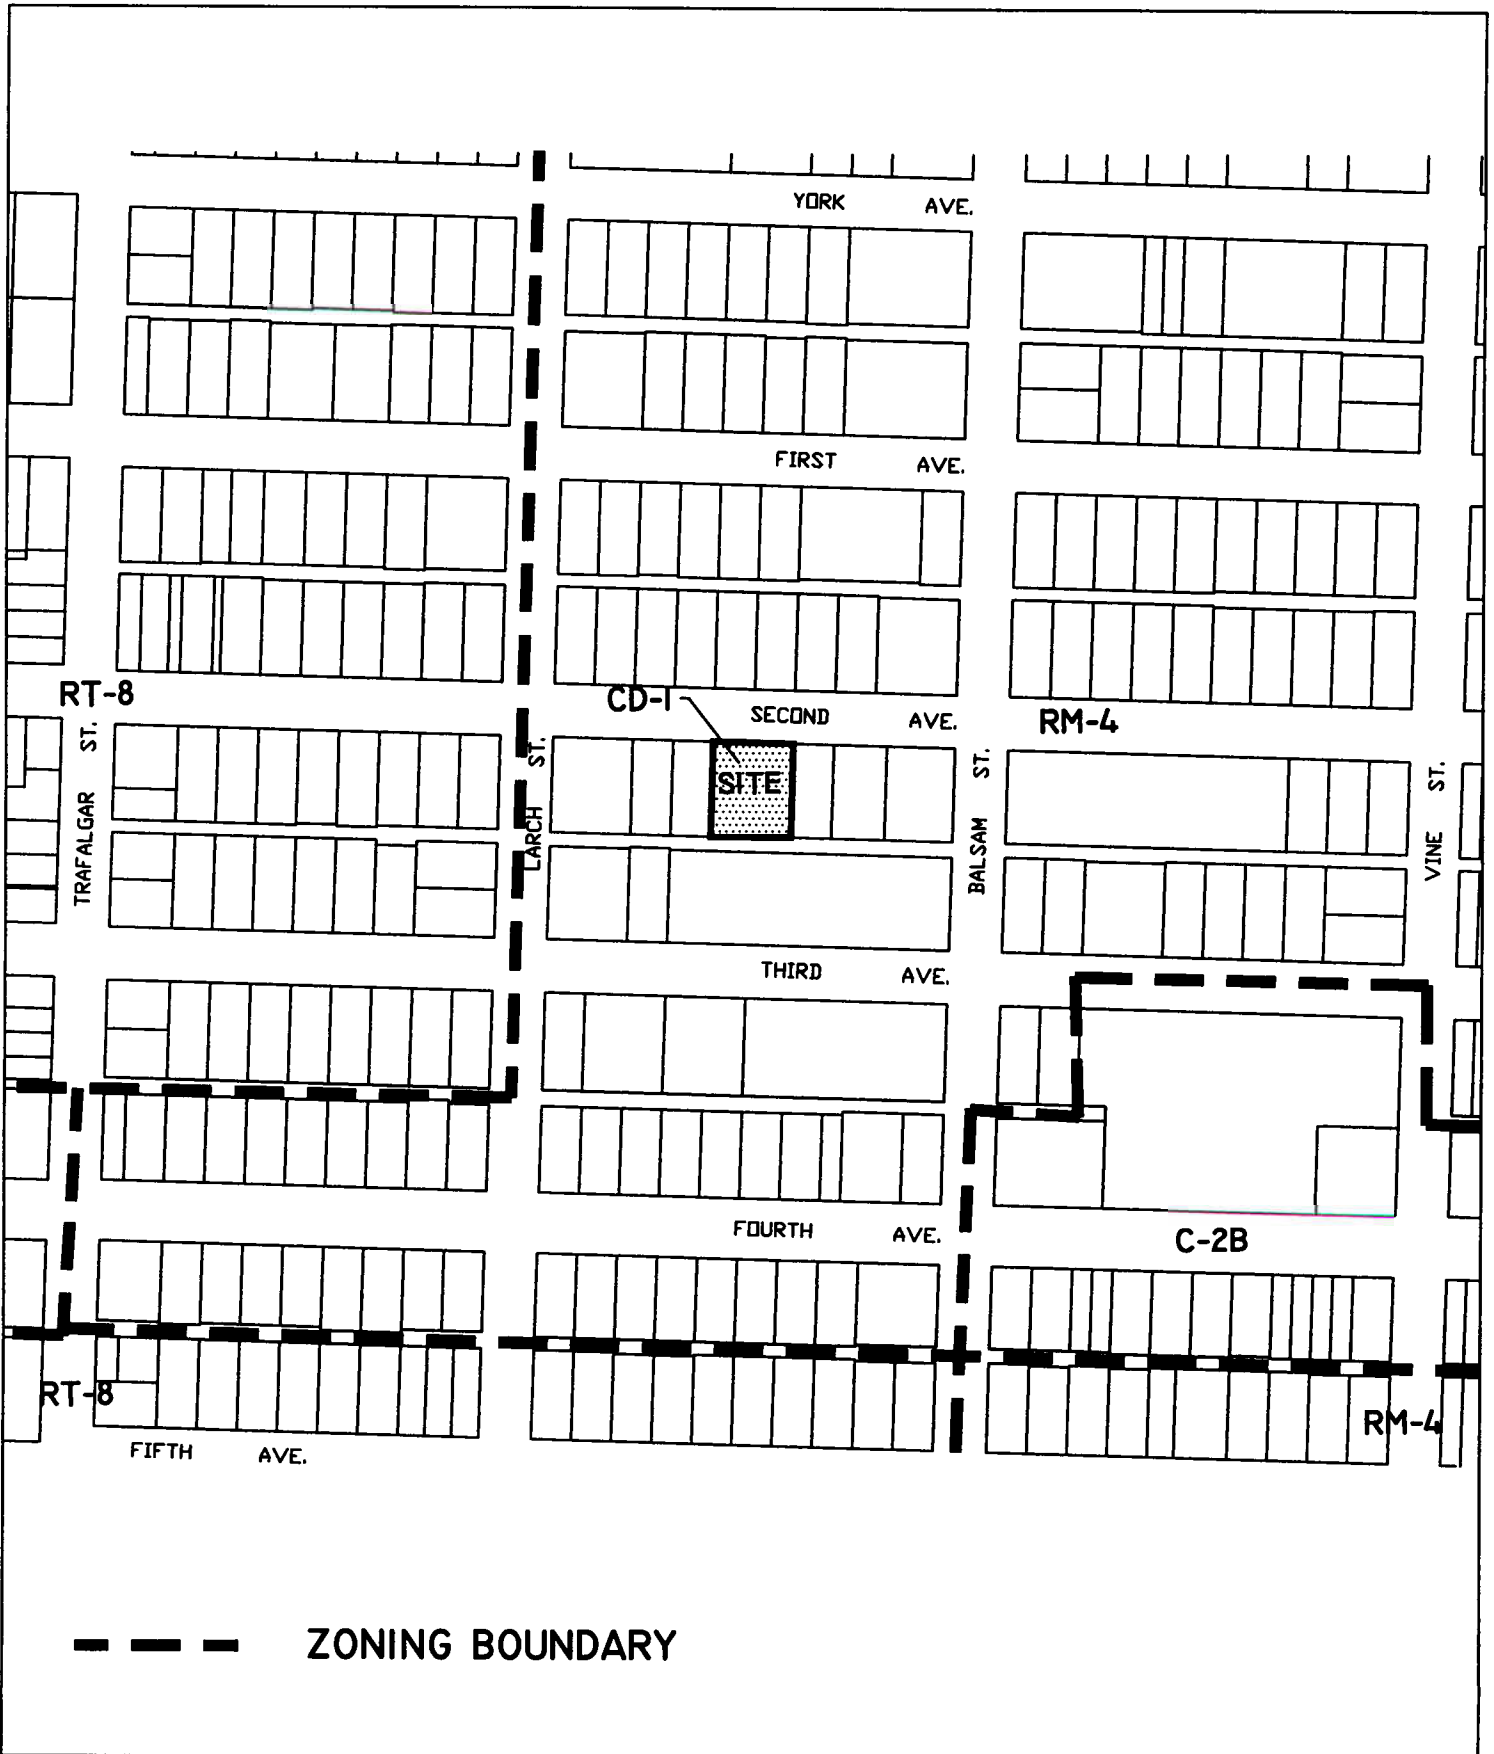 YORK AVE.
FIRST AVE.
RT-8
CD-1
SECOND AVE.
RM-4
SITE
TRAFALGAR ST.
LARCH ST.
BALSAM ST.
VINE ST.
THIRD AVE.
FOURTH AVE.
C-2B
RT-8
RM-4
FIFTH AVE.
ZONING BOUNDARY